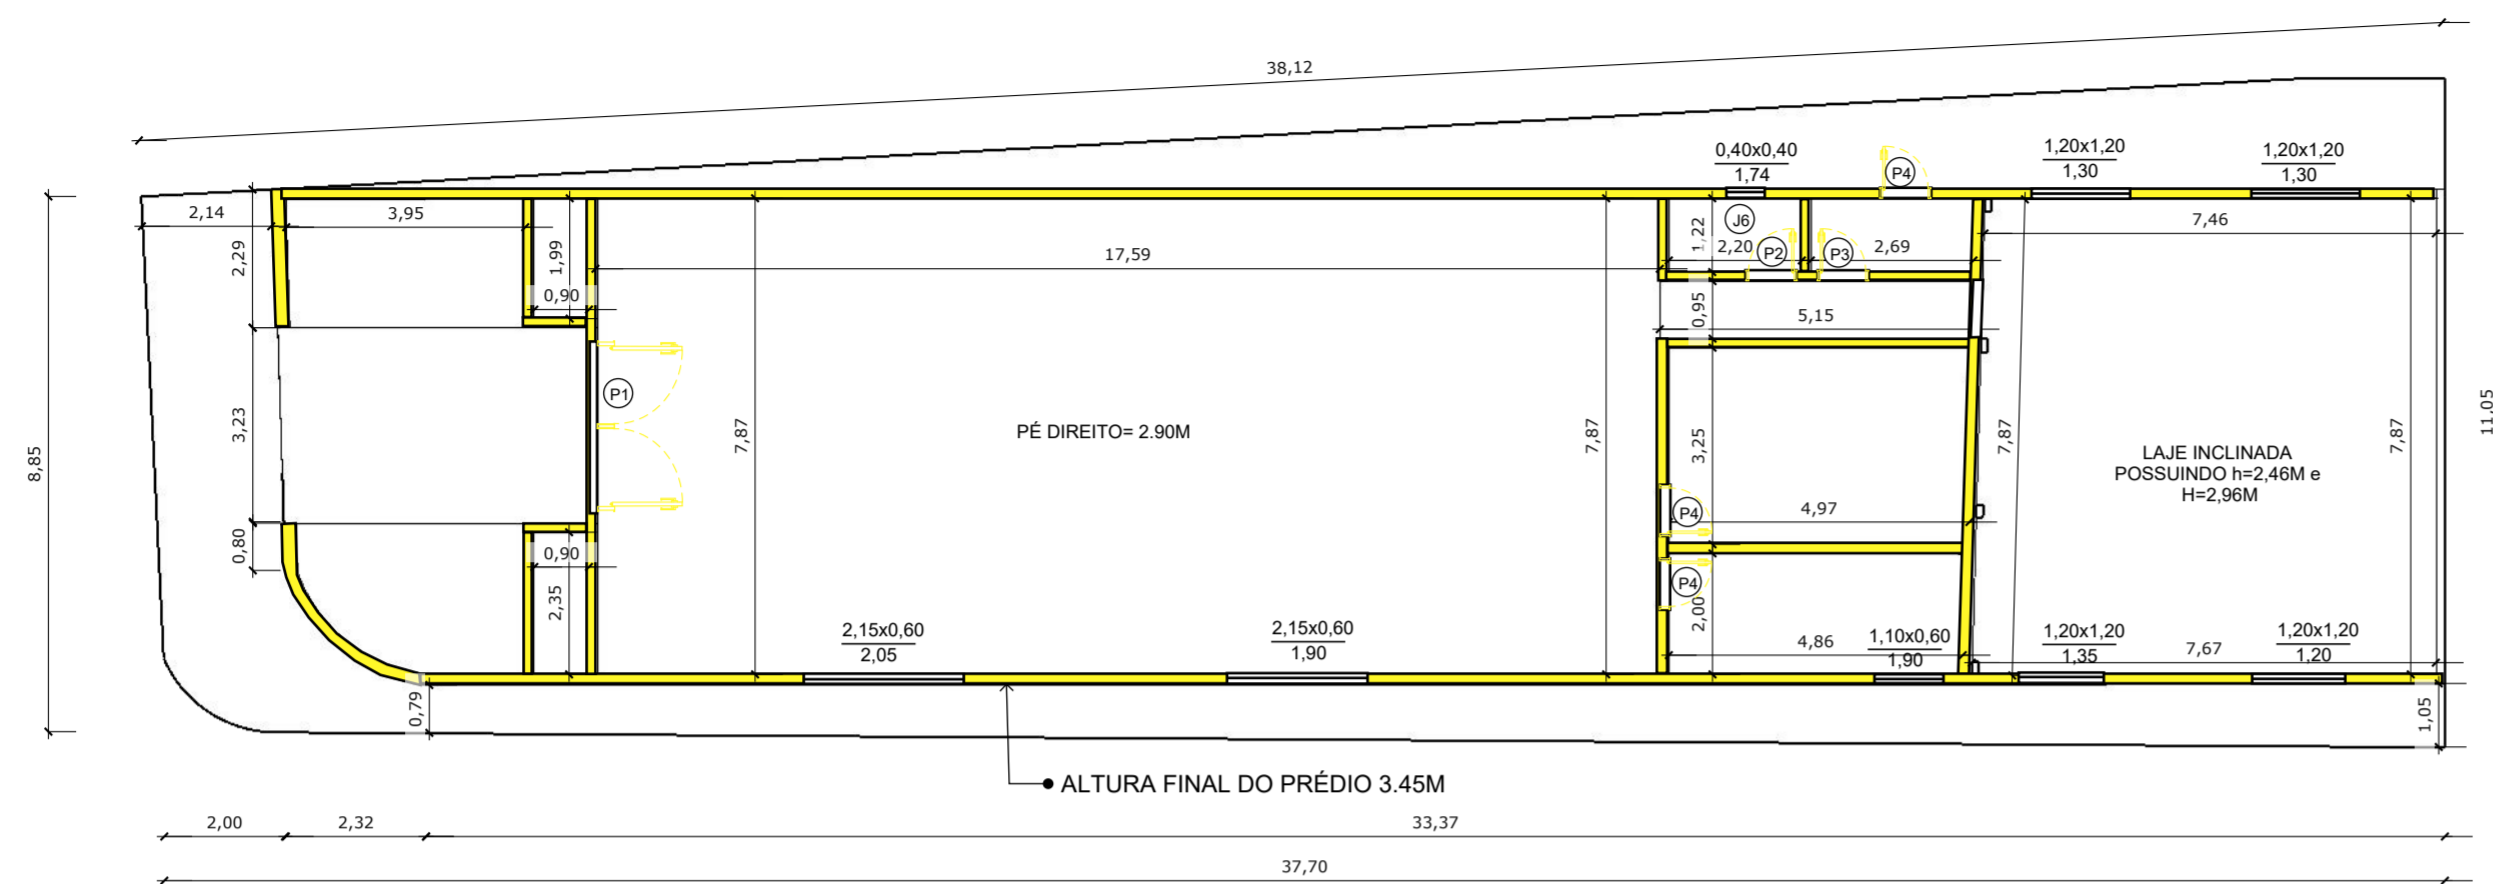 38,12
0,40x0,40
1,74
P4
1,20x1,20
1,30
1,20x1,20
1,30
2,14
3,95
2,29
1,99
0,90
17,59
1,22
J6
2,20
P2
P3
2,69
7,46
0,95
5,15
3,23
P1
7,87
PÉ DIREITO= 2.90M
7,87
3,25
7,87
LAJE INCLINADA
POSSUINDO h=2,46M e
H=2,96M
7,87
11,05
8,85
0,80
0,90
2,35
P4
4,97
P4
2,00
2,15x0,60
2,05
2,15x0,60
1,90
4,86
1,10x0,60
1,90
1,20x1,20
1,35
7,67
1,20x1,20
1,20
0,79
1,05
ALTURA FINAL DO PRÉDIO 3.45M
2,00
2,32
33,37
37,70